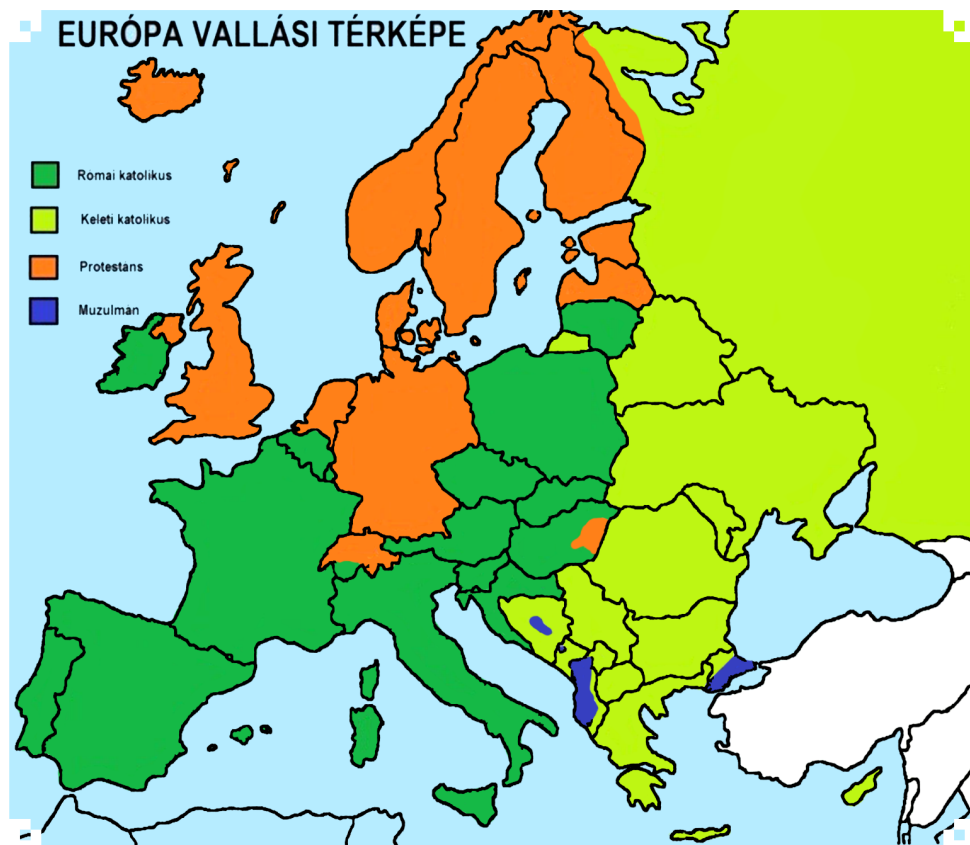 EURÓPA VALLÁSI TÉRKÉPE
Romai katolikus
Keleti katolikus
Protestans
Muzulmán